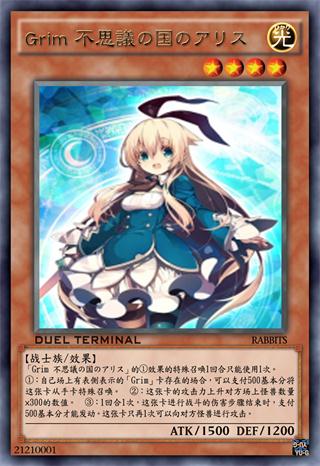 Grim 不思議の国のアリス
光
DUEL TERMINAL
RABBITS
【战士族/效果】
「Grim 不思議の国のアリス」的①效果的特殊召唤1回合只能使用1次。
①：自己场上有表侧表示的「Grim」卡存在的场合，可以支付500基本分将
这张卡从手卡特殊召唤。 ②：这张卡的攻击力上升对方场上怪兽数量
×300的数值。 ③：1回合1次，这张卡进行战斗的伤害步骤结束时，支付
500基本分才能发动。这张卡只再1次可以向对方怪兽进行攻击。
ATK/1500 DEF/1200
21210001